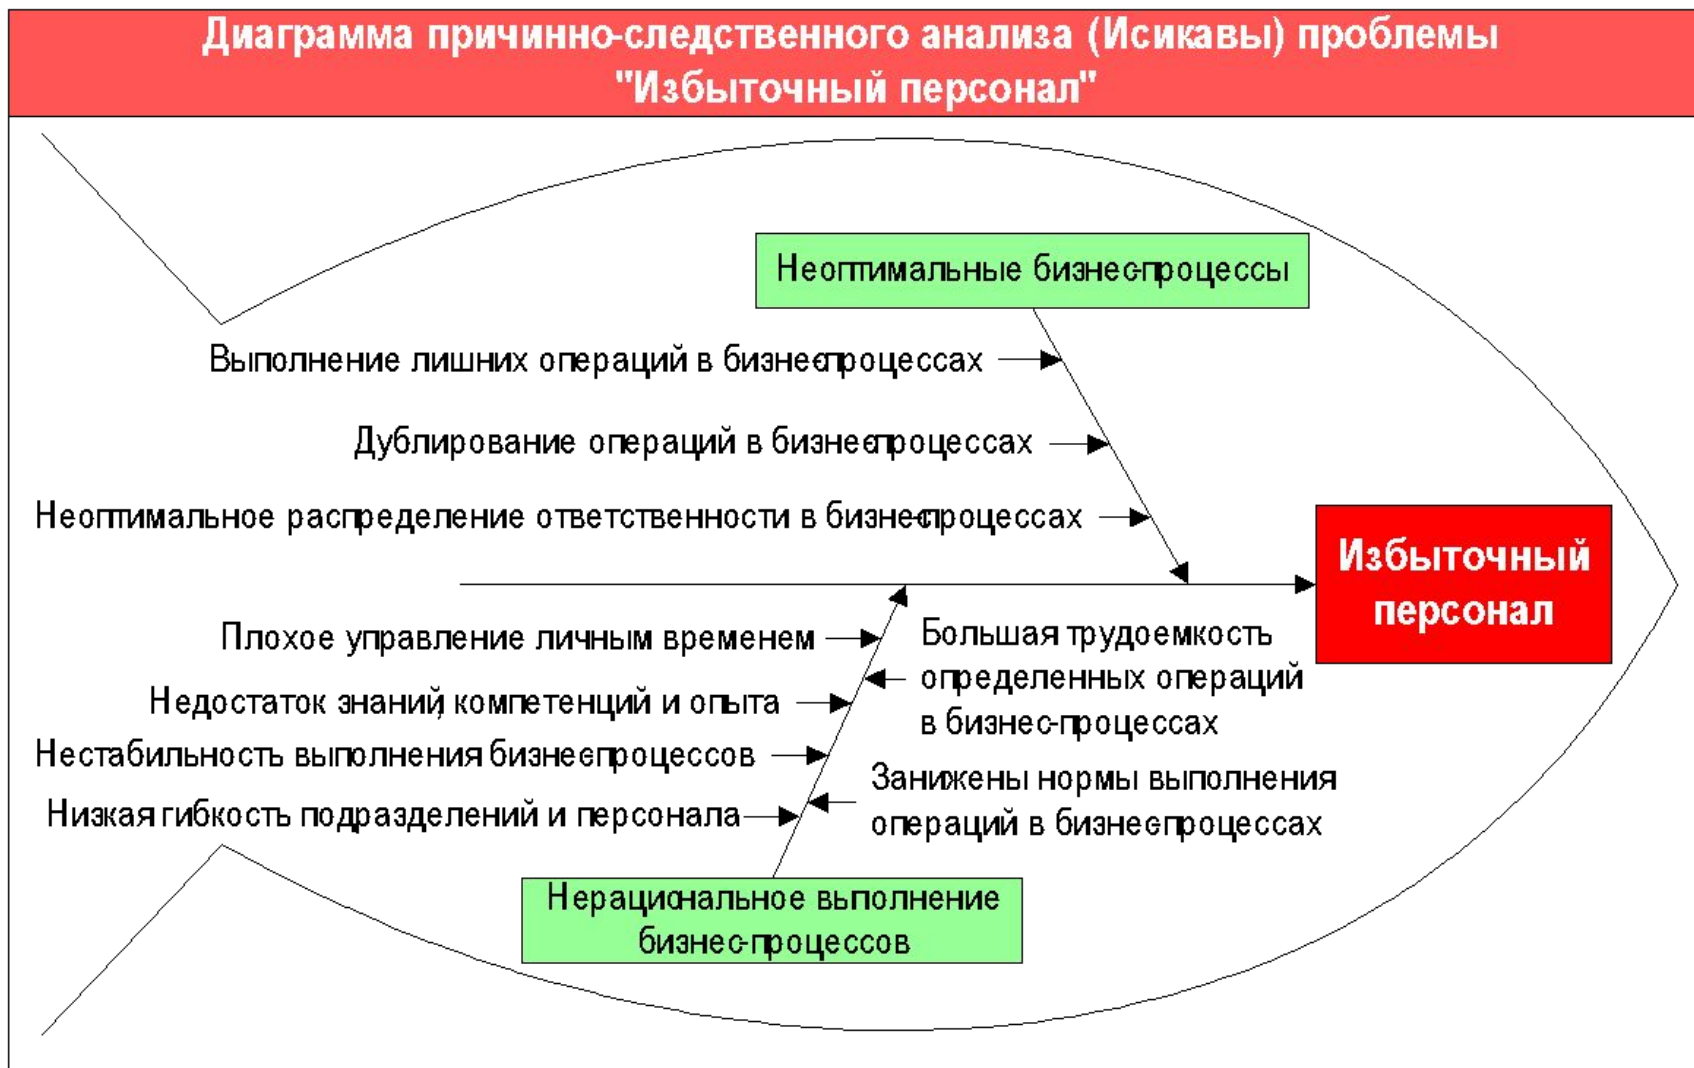 Диаграмма причинно-следственного анализа (Исикавы) проблемы
"Избыточный персонал"
Неоптимальные бизнес-процессы
Выполнение лишних операций в бизнес-процессах
Дублирование операций в бизнес-процессах
Неоптимальное распределение ответственности в бизнес-процессах
Избыточный
персонал
Плохое управление личным временем
Большая трудоемкость
определенных операций
в бизнес-процессах
Недостаток знаний, компетенций и опыта
Нестабильность выполнения бизнес-процессов
Занижены нормы выполнения
операций в бизнес-процессах
Низкая гибкость подразделений и персонала
Нерациональное выполнение
бизнес-процессов